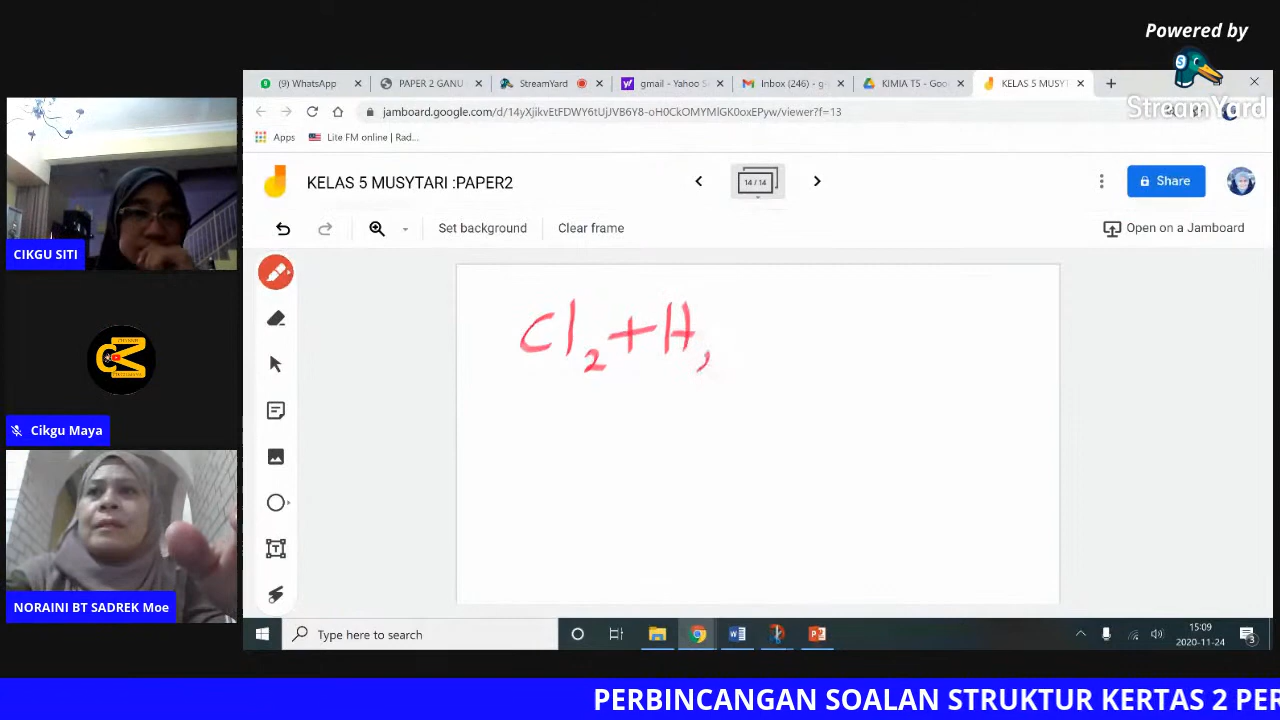 Powered by
StreamYard
(9) WhatsApp
PAPER 2 GANU
StreamYard
gmail - Yahoo S
Inbox (246) - g
KIMIA T5 - Goo
KELAS 5 MUSYT
jamboard.google.com/d/14yXjikvEtFDWY6tUjJVB6Y8-oH0CkOMYMlGK0oxEPyw/viewer?f=13
Apps
Lite FM online | Rad...
KELAS 5 MUSYTARI :PAPER2
14 / 14
Share
Set background
Clear frame
Open on a Jamboard
Cl2+H,
CIKGU SITI
Cikgu Maya
NORAINI BT SADREK Moe
Type here to search
15:09
2020-11-24
3
PERBINCANGAN SOALAN STRUKTUR KERTAS 2 PER